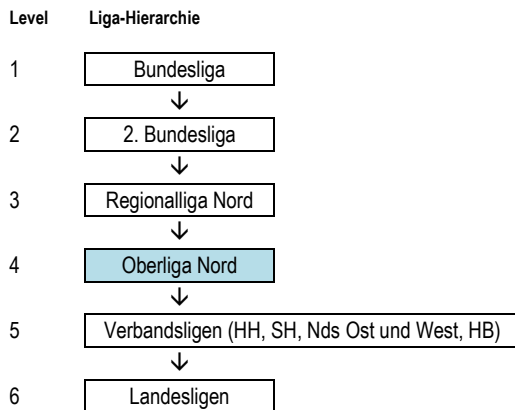 Level Liga-Hierarchie
1 Bundesliga
↓
2 2. Bundesliga
↓
3 Regionalliga Nord
↓
4 Oberliga Nord
↓
5 Verbandsligen (HH, SH, Nds Ost und West, HB)
↓
6 Landesligen